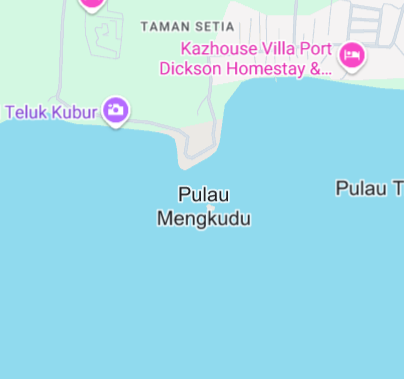 TAMAN SETIA
Kazhouse Villa Port
Dickson Homestay &...
Teluk Kubur
Pulau
Mengkudu
Pulau T